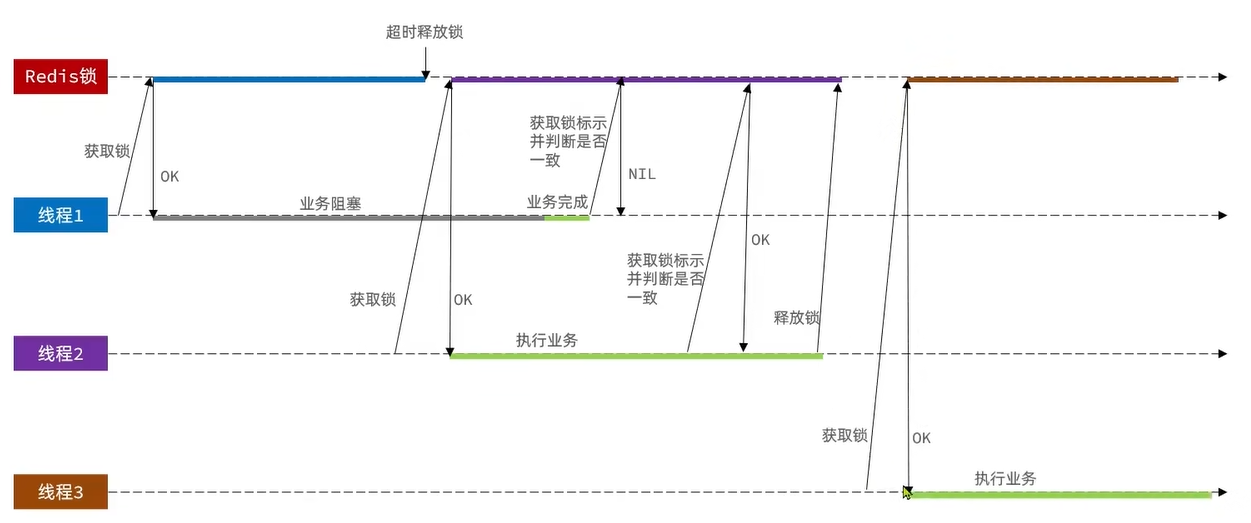 超时释放锁
Redis锁
获取锁标示
并判断是否
一致
获取锁
OK
NIL
业务阻塞
业务完成
线程1
OK
获取锁标示
并判断是否
一致
获取锁
OK
释放锁
执行业务
线程2
获取锁
OK
执行业务
线程3